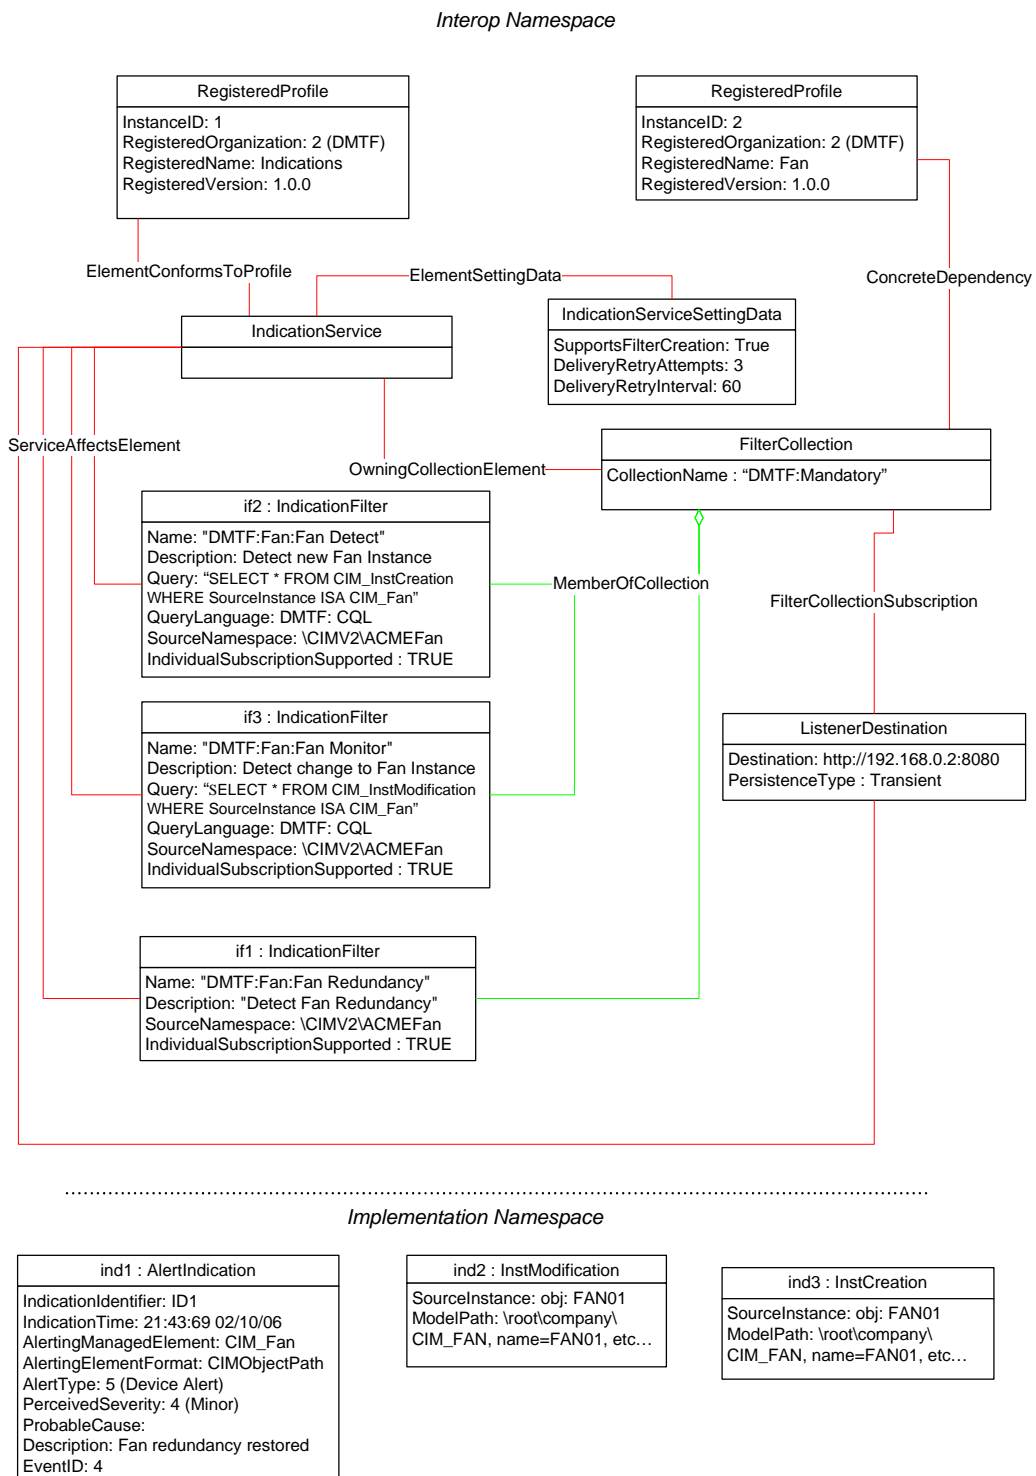 Interop Namespace
RegisteredProfile
InstanceID: 1
RegisteredOrganization: 2 (DMTF)
RegisteredName: Indications
RegisteredVersion: 1.0.0
RegisteredProfile
InstanceID: 2
RegisteredOrganization: 2 (DMTF)
RegisteredName: Fan
RegisteredVersion: 1.0.0
ElementConformsToProfile
ElementSettingData
ConcreteDependency
IndicationService
IndicationServiceSettingData
SupportsFilterCreation: True
DeliveryRetryAttempts: 3
DeliveryRetryInterval: 60
ServiceAffectsElement
OwningCollectionElement
FilterCollection
CollectionName : “DMTF:Mandatory”
if2 : IndicationFilter
Name: "DMTF:Fan:Fan Detect"
Description: Detect new Fan Instance
Query: “SELECT * FROM CIM_InstCreation
WHERE SourceInstance ISA CIM_Fan”
QueryLanguage: DMTF: CQL
SourceNamespace: \CIMV2\ACMEFan
IndividualSubscriptionSupported : TRUE
MemberOfCollection
FilterCollectionSubscription
if3 : IndicationFilter
Name: "DMTF:Fan:Fan Monitor"
Description: Detect change to Fan Instance
Query: “SELECT * FROM CIM_InstModification
WHERE SourceInstance ISA CIM_Fan”
QueryLanguage: DMTF: CQL
SourceNamespace: \CIMV2\ACMEFan
IndividualSubscriptionSupported : TRUE
ListenerDestination
Destination: http://192.168.0.2:8080
PersistenceType : Transient
if1 : IndicationFilter
Name: "DMTF:Fan:Fan Redundancy"
Description: "Detect Fan Redundancy"
SourceNamespace: \CIMV2\ACMEFan
IndividualSubscriptionSupported : TRUE
Implementation Namespace
ind1 : AlertIndication
IndicationIdentifier: ID1
IndicationTime: 21:43:69 02/10/06
AlertingManagedElement: CIM_Fan
AlertingElementFormat: CIMObjectPath
AlertType: 5 (Device Alert)
PerceivedSeverity: 4 (Minor)
ProbableCause:
Description: Fan redundancy restored
EventID: 4
ind2 : InstModification
SourceInstance: obj: FAN01
ModelPath: \root\company\
CIM_FAN, name=FAN01, etc…
ind3 : InstCreation
SourceInstance: obj: FAN01
ModelPath: \root\company\
CIM_FAN, name=FAN01, etc…